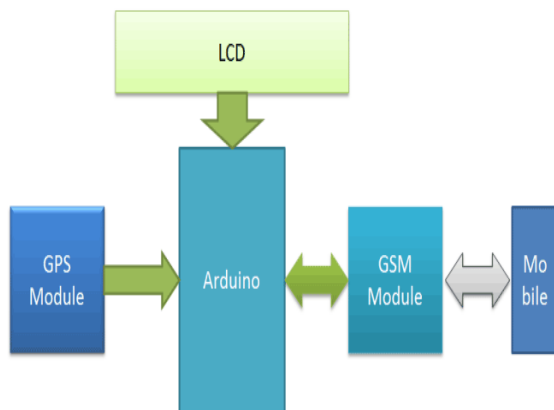 LCD
GPS
Module
Arduino
GSM
Module
Mo
bile